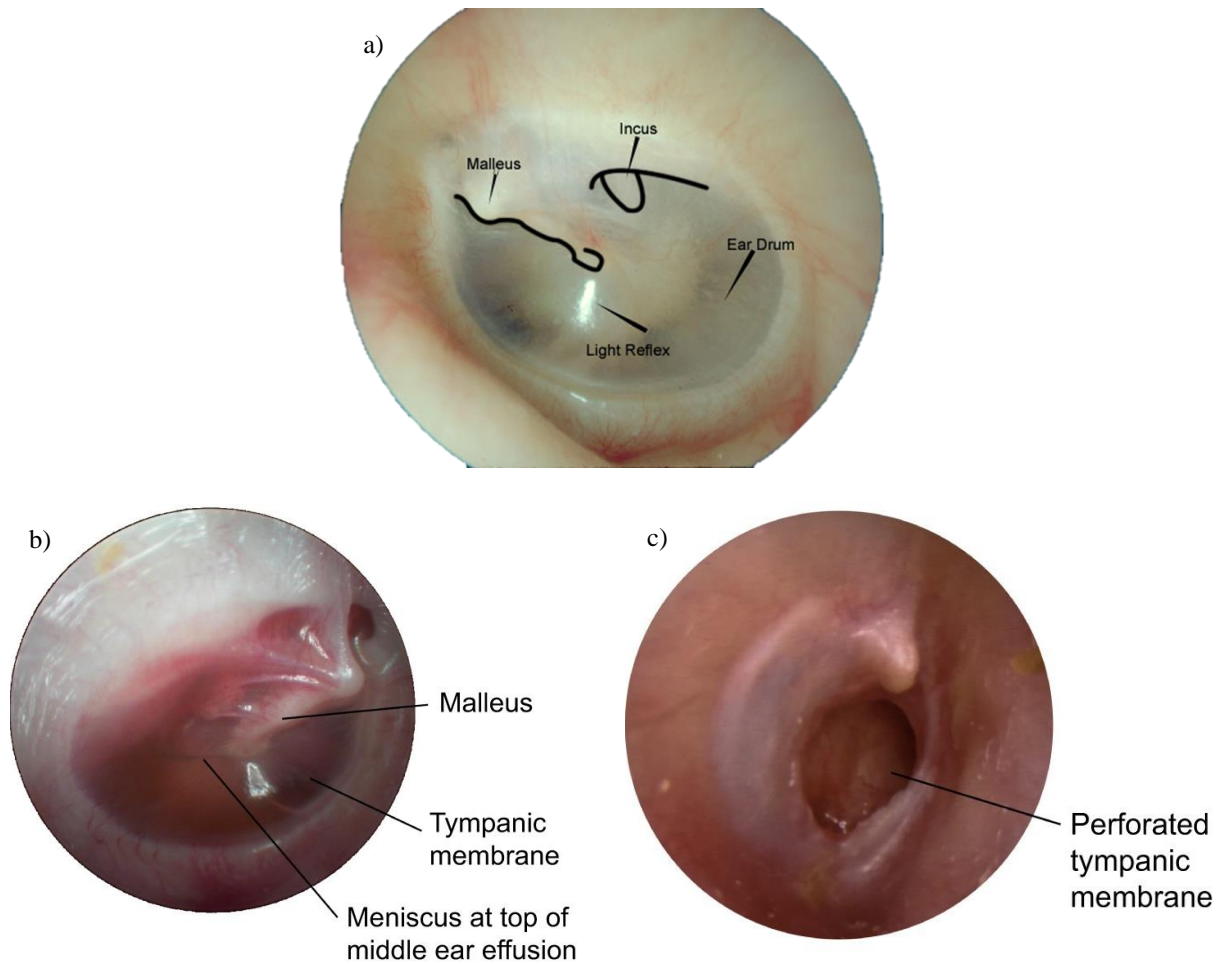 a)
Incus
Malleus
Ear Drum
Light Reflex
b)
Malleus
Tympanic
membrane
Meniscus at top of
middle ear effusion
c)
Perforated
tympanic
membrane